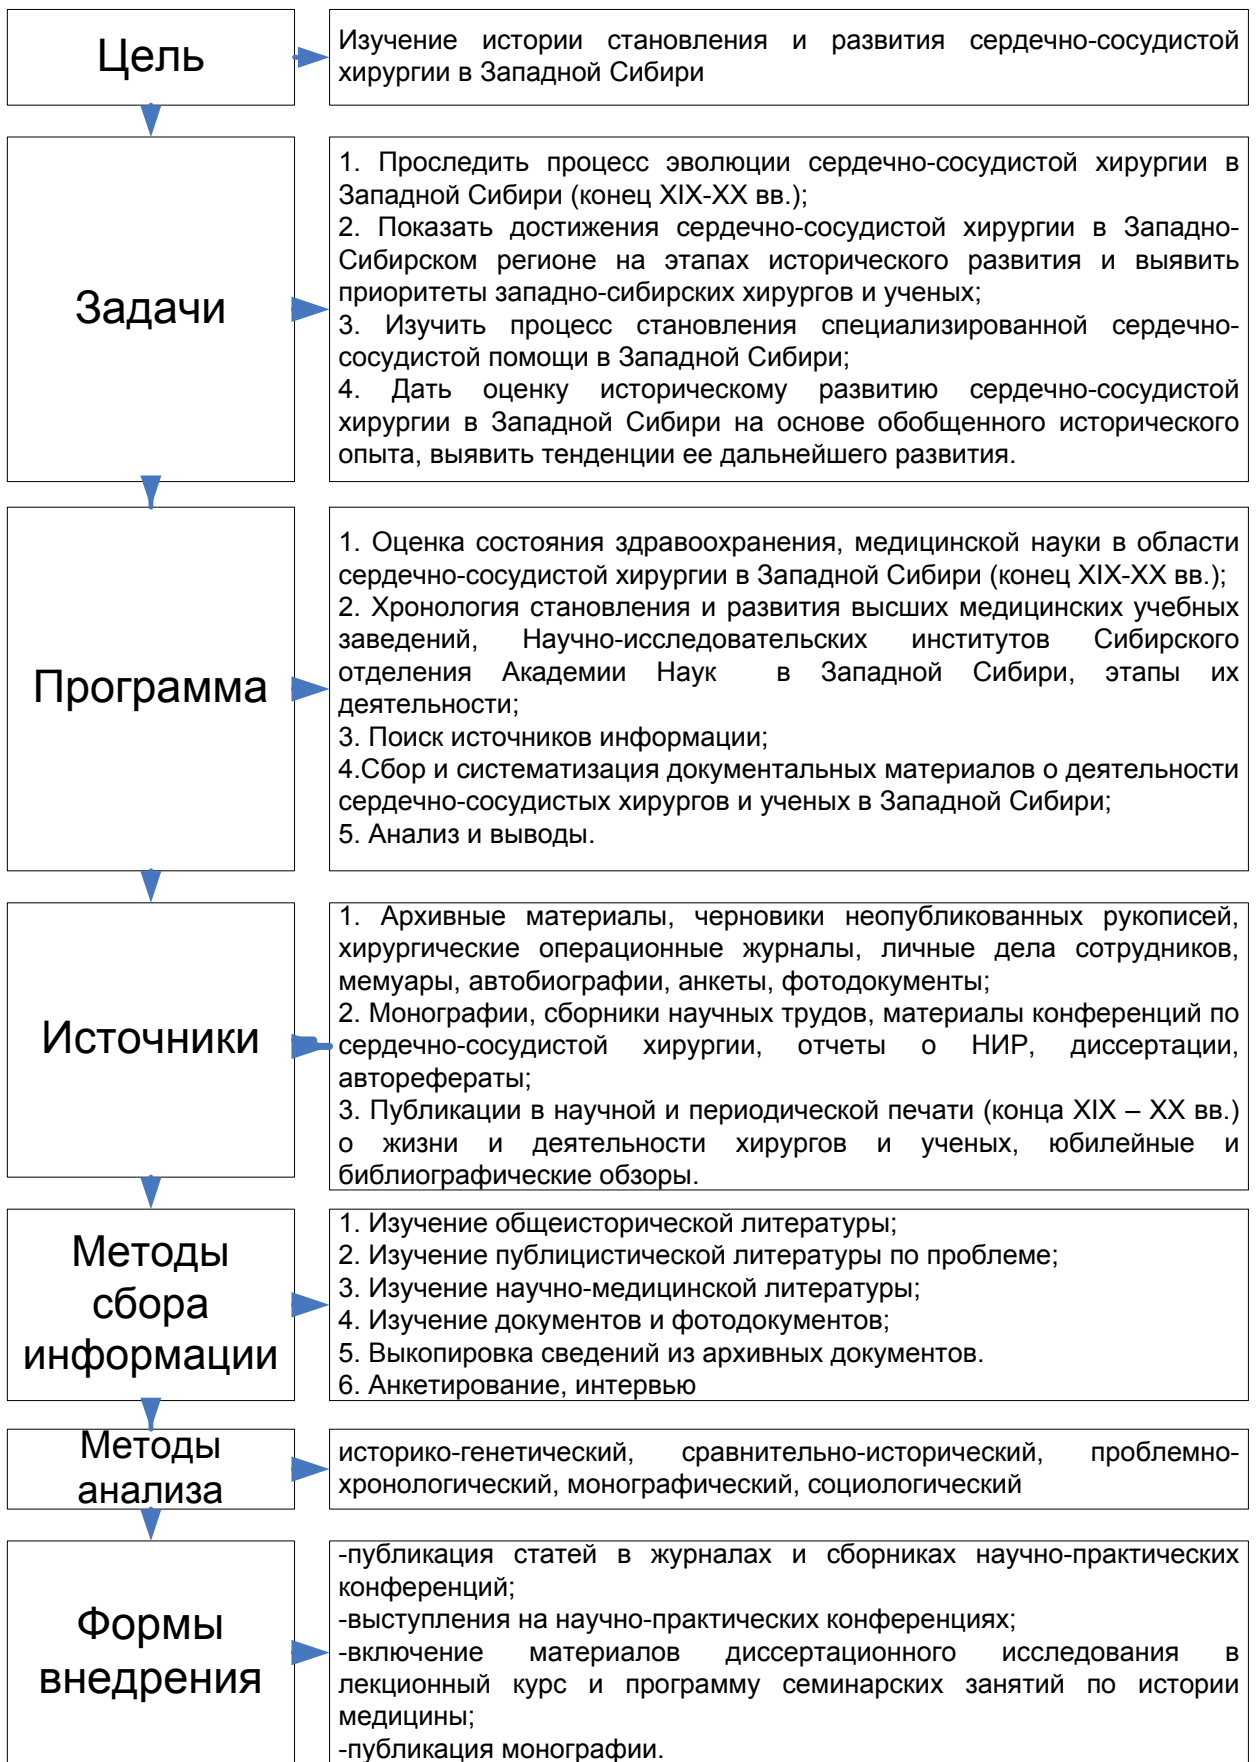 Цель
Изучение истории становления и развития сердечно-сосудистой
хирургии в Западной Сибири
Задачи
1. Проследить процесс эволюции сердечно-сосудистой хирургии в
Западной Сибири (конец XIX-XX вв.);
2. Показать достижения сердечно-сосудистой хирургии в Западно-
Сибирском регионе на этапах исторического развития и выявить
приоритеты западно-сибирских хирургов и ученых;
3. Изучить процесс становления специализированной сердечно-
сосудистой помощи в Западной Сибири;
4. Дать оценку историческому развитию сердечно-сосудистой
хирургии в Западной Сибири на основе обобщенного исторического
опыта, выявить тенденции ее дальнейшего развития.
Программа
1. Оценка состояния здравоохранения, медицинской науки в области
сердечно-сосудистой хирургии в Западной Сибири (конец XIX-XX вв.);
2. Хронология становления и развития высших медицинских учебных
заведений, Научно-исследовательских институтов Сибирского
отделения Академии Наук в Западной Сибири, этапы их
деятельности;
3. Поиск источников информации;
4.Сбор и систематизация документальных материалов о деятельности
сердечно-сосудистых хирургов и ученых в Западной Сибири;
5. Анализ и выводы.
Источники
1. Архивные материалы, черновики неопубликованных рукописей,
хирургические операционные журналы, личные дела сотрудников,
мемуары, автобиографии, анкеты, фотодокументы;
2. Монографии, сборники научных трудов, материалы конференций по
сердечно-сосудистой хирургии, отчеты о НИР, диссертации,
авторефераты;
3. Публикации в научной и периодической печати (конца XIX – XX вв.)
о жизни и деятельности хирургов и ученых, юбилейные и
библиографические обзоры.
Методы
сбора
информации
1. Изучение общеисторической литературы;
2. Изучение публицистической литературы по проблеме;
3. Изучение научно-медицинской литературы;
4. Изучение документов и фотодокументов;
5. Выкопировка сведений из архивных документов.
6. Анкетирование, интервью
Методы
анализа
историко-генетический, сравнительно-исторический, проблемно-
хронологический, монографический, социологический
Формы
внедрения
-публикация статей в журналах и сборниках научно-практических
конференций;
-выступления на научно-практических конференциях;
-включение материалов диссертационного исследования в
лекционный курс и программу семинарских занятий по истории
медицины;
-публикация монографии.